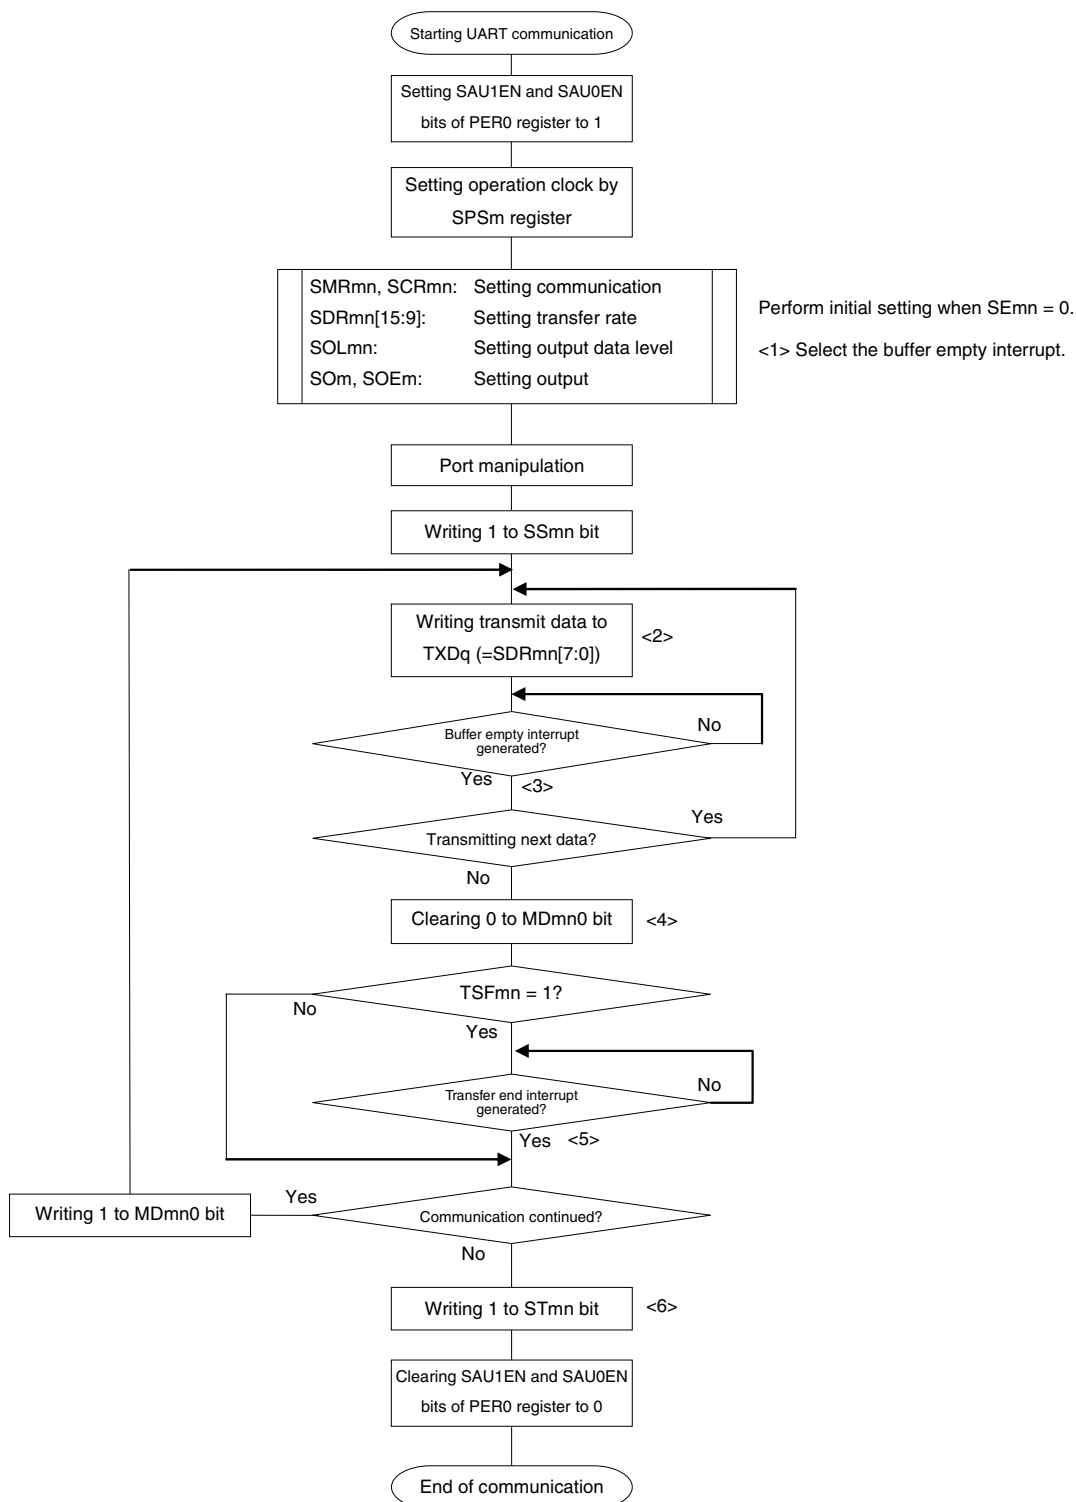 Starting UART communication
Setting SAU1EN and SAU0EN
bits of PER0 register to 1
Setting operation clock by
SPSm register
SMRmn, SCRmn: Setting communication
SDRmn[15:9]: Setting transfer rate
SOLmn: Setting output data level
SOm, SOEm: Setting output
Perform initial setting when SEmn = 0.
<1> Select the buffer empty interrupt.
Port manipulation
Writing 1 to SSmn bit
Writing transmit data to
TXDq (=SDRmn[7:0])
<2>
Buffer empty interrupt
generated?
No
Yes
<3>
Transmitting next data?
Yes
No
Clearing 0 to MDmn0 bit
<4>
TSFmn = 1?
No
Yes
Transfer end interrupt
generated?
No
Yes
<5>
Writing 1 to MDmn0 bit
Yes
Communication continued?
No
Writing 1 to STmn bit
<6>
Clearing SAU1EN and SAU0EN
bits of PER0 register to 0
End of communication